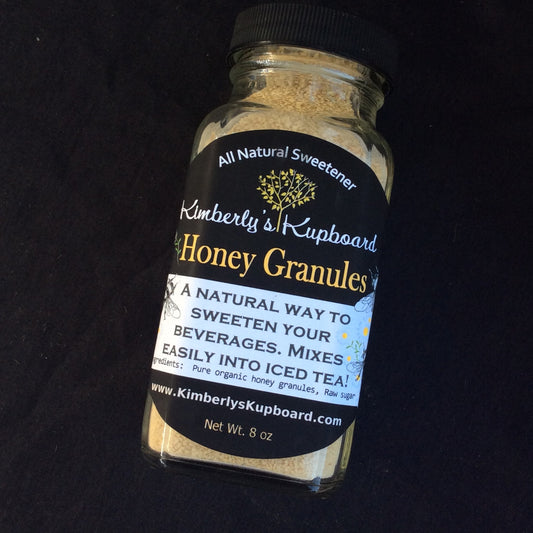 All Natural Sweetener
Kimberly's Kupboard
Honey Granules
A NATURAL WAY TO
SWEETEN YOUR
BEVERAGES. MIXES
EASILY INTO ICED TEA!
gredients: Pure organic honey granules, Raw sugar
www.KimberlysKupboard.com
Net Wt. 8 oz